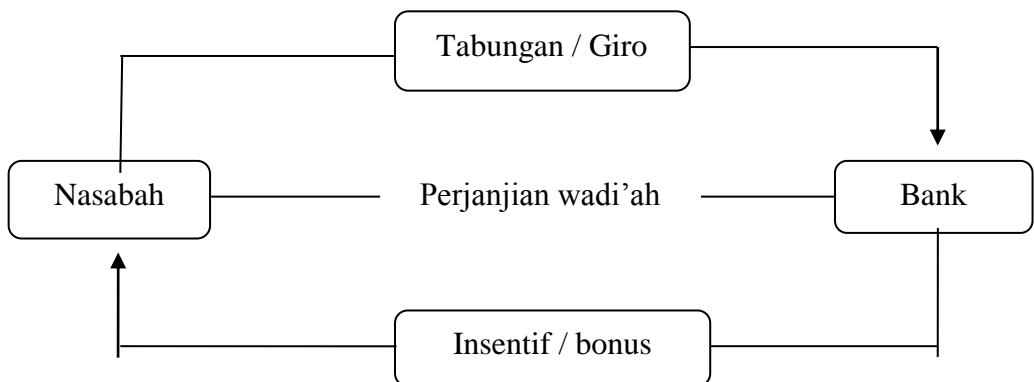 Tabungan / Giro
Nasabah
Perjanjian wadi’ah
Bank
Insentif / bonus